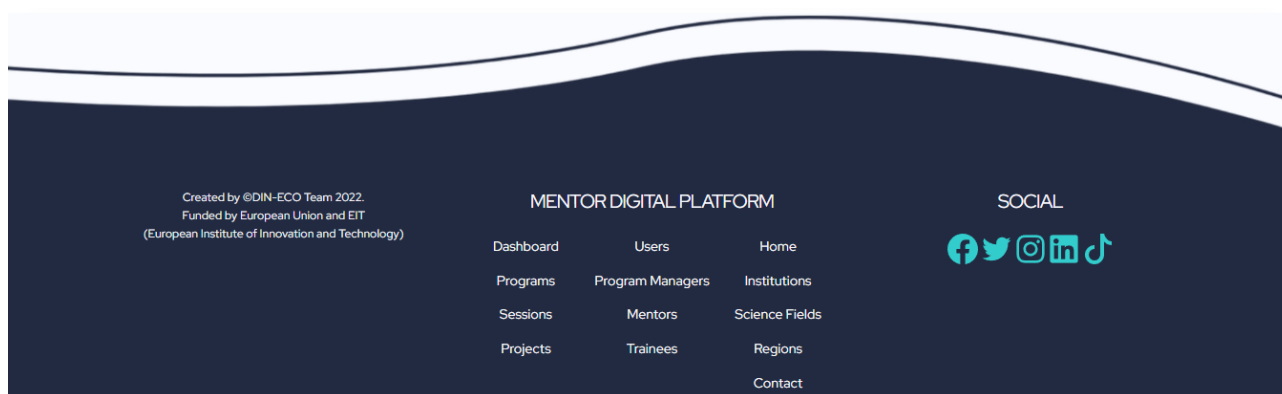 Created by ©DIN-ECO Team 2022.
Funded by European Union and EIT
(European Institute of Innovation and Technology)
MENTOR DIGITAL PLATFORM
Dashboard
Users
Home
Programs
Program Managers
Institutions
Sessions
Mentors
Science Fields
Projects
Trainees
Regions
Contact
SOCIAL